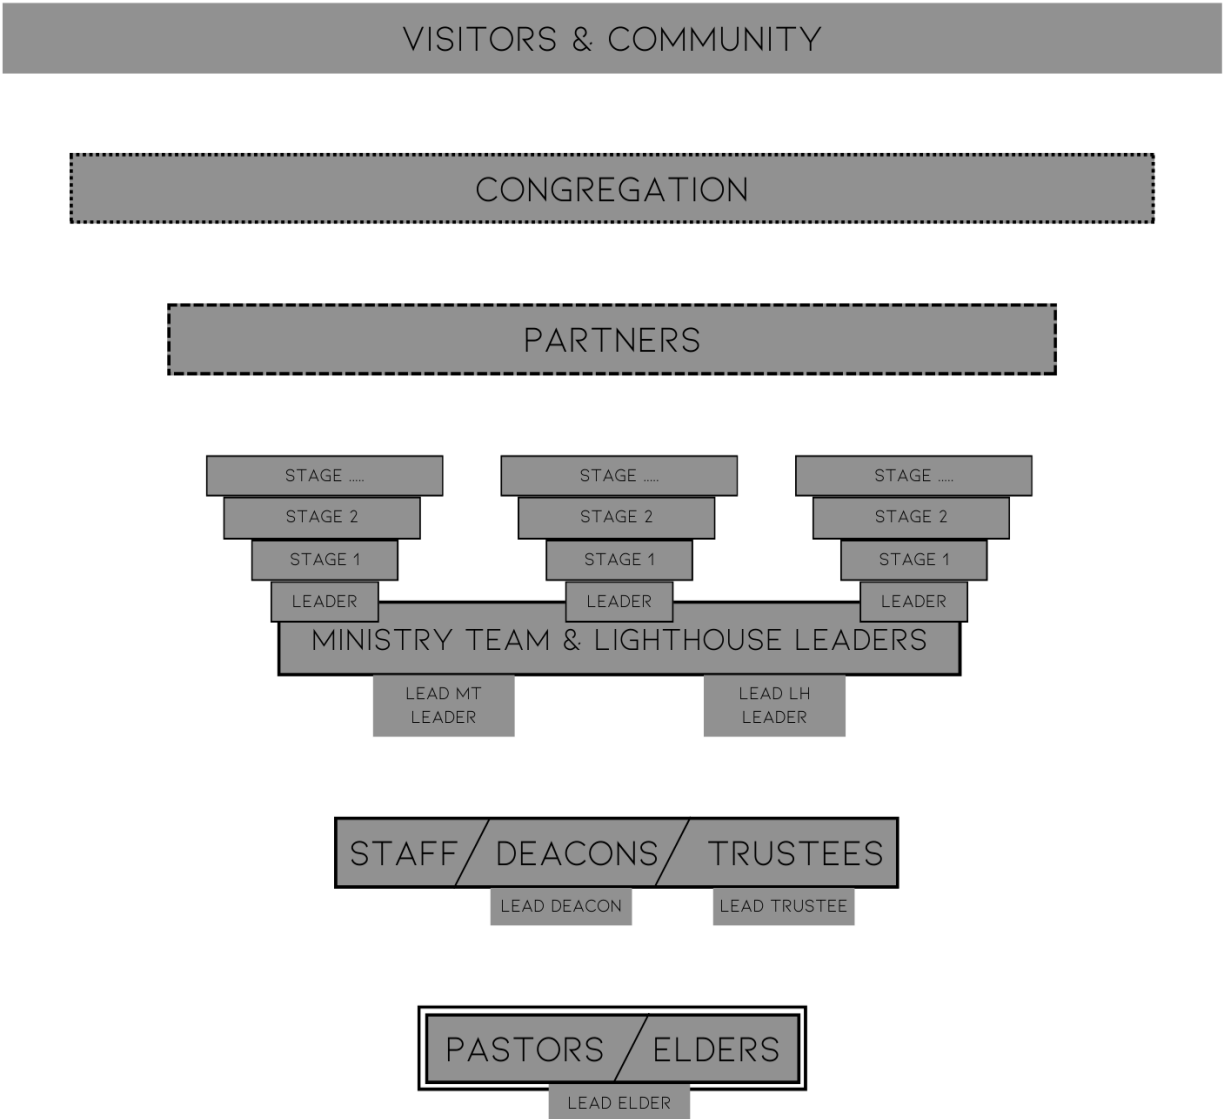 VISITORS & COMMUNITY
CONGREGATION
PARTNERS
STAGE ..... STAGE ..... STAGE .....
STAGE 2 STAGE 2 STAGE 2
STAGE 1 STAGE 1 STAGE 1
LEADER LEADER LEADER
MINISTRY TEAM & LIGHTHOUSE LEADERS
LEAD MT LEAD LH
LEADER LEADER
STAFF / DEACONS / TRUSTEES
LEAD DEACON LEAD TRUSTEE
PASTORS / ELDERS
LEAD ELDER